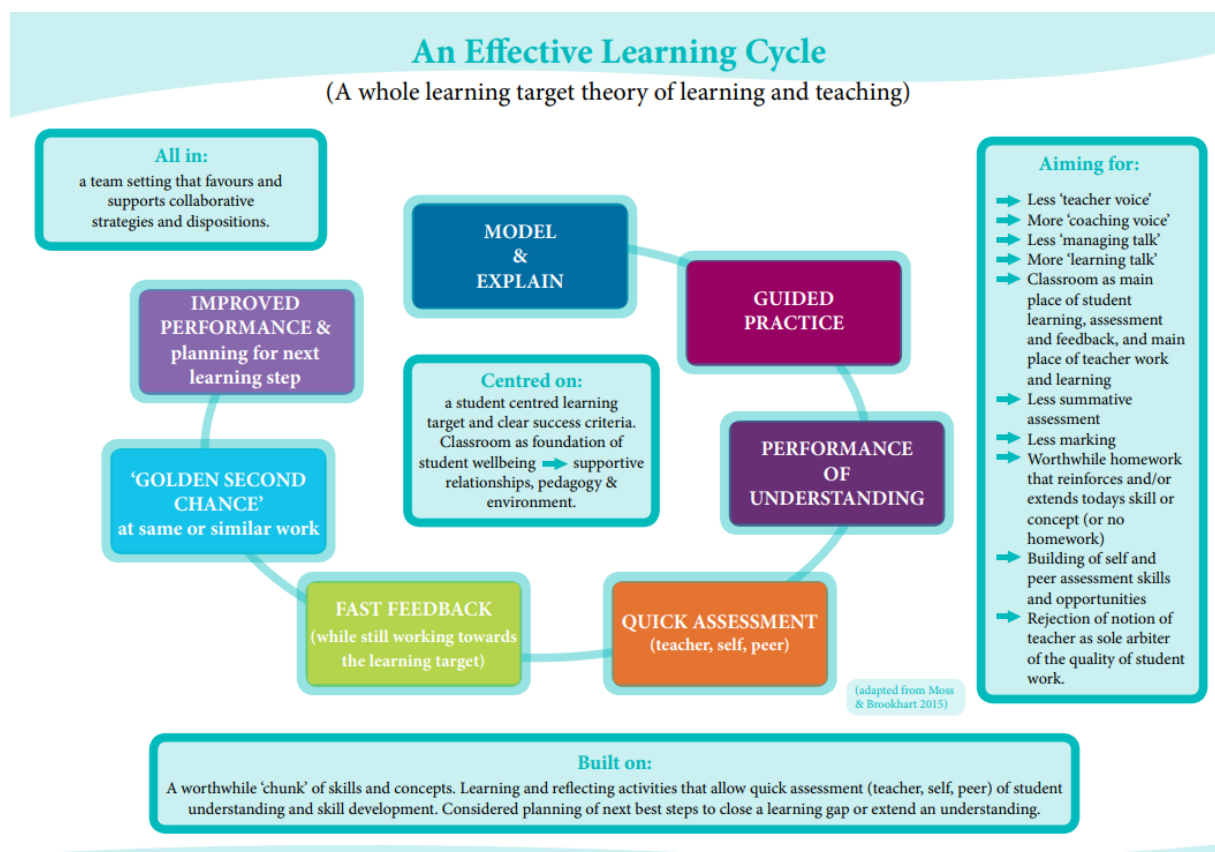 An Effective Learning Cycle
(A whole learning target theory of learning and teaching)
All in:
a team setting that favours and
supports collaborative
strategies and dispositions.
MODEL
&
EXPLAIN
GUIDED
PRACTICE
PERFORMANCE
OF
UNDERSTANDING
QUICK ASSESSMENT
(teacher, self, peer)
FAST FEEDBACK
(while still working towards
the learning target)
‘GOLDEN SECOND
CHANCE’
at same or similar work
IMPROVED
PERFORMANCE &
planning for next
learning step
Centred on:
a student centred learning
target and clear success criteria.
Classroom as foundation of
student wellbeing ➡ supportive
relationships, pedagogy &
environment.
Aiming for:
Less ‘teacher voice’
More ‘coaching voice’
Less ‘managing talk’
More ‘learning talk’
Classroom as main
place of student
learning, assessment
and feedback, and main
place of teacher work
and learning
Less summative
assessment
Less marking
Worthwhile homework
that reinforces and/or
extends todays skill or
concept (or no
homework)
Building of self and
peer assessment skills
and opportunities
Rejection of notion of
teacher as sole arbiter
of the quality of student
work.
(adapted from Moss
& Brookhart 2015)
Built on:
A worthwhile ‘chunk’ of skills and concepts. Learning and reflecting activities that allow quick assessment (teacher, self, peer) of student
understanding and skill development. Considered planning of next best steps to close a learning gap or extend an understanding.